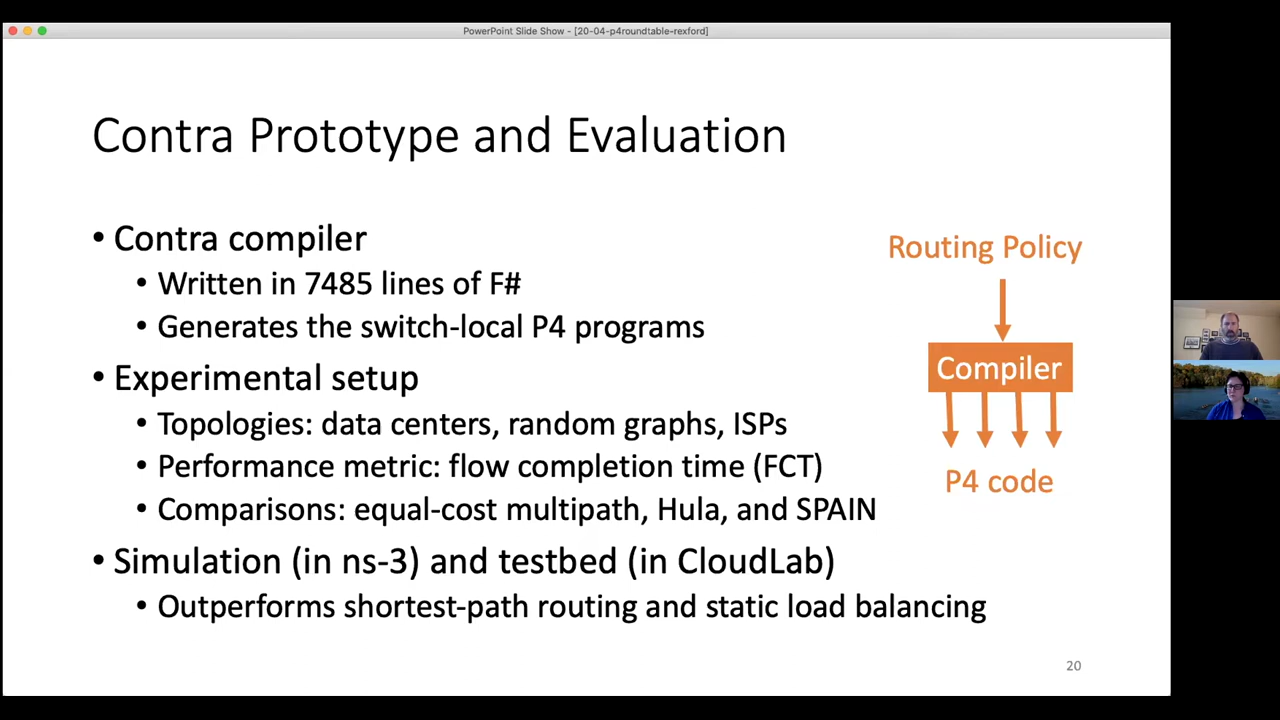 PowerPoint Slide Show - [20-04-p4roundtable-rexford]
Contra Prototype and Evaluation
• Contra compiler
• Written in 7485 lines of F#
• Generates the switch-local P4 programs
• Experimental setup
• Topologies: data centers, random graphs, ISPs
• Performance metric: flow completion time (FCT)
• Comparisons: equal-cost multipath, Hula, and SPAIN
• Simulation (in ns-3) and testbed (in CloudLab)
• Outperforms shortest-path routing and static load balancing
Routing Policy
Compiler
P4 code
20